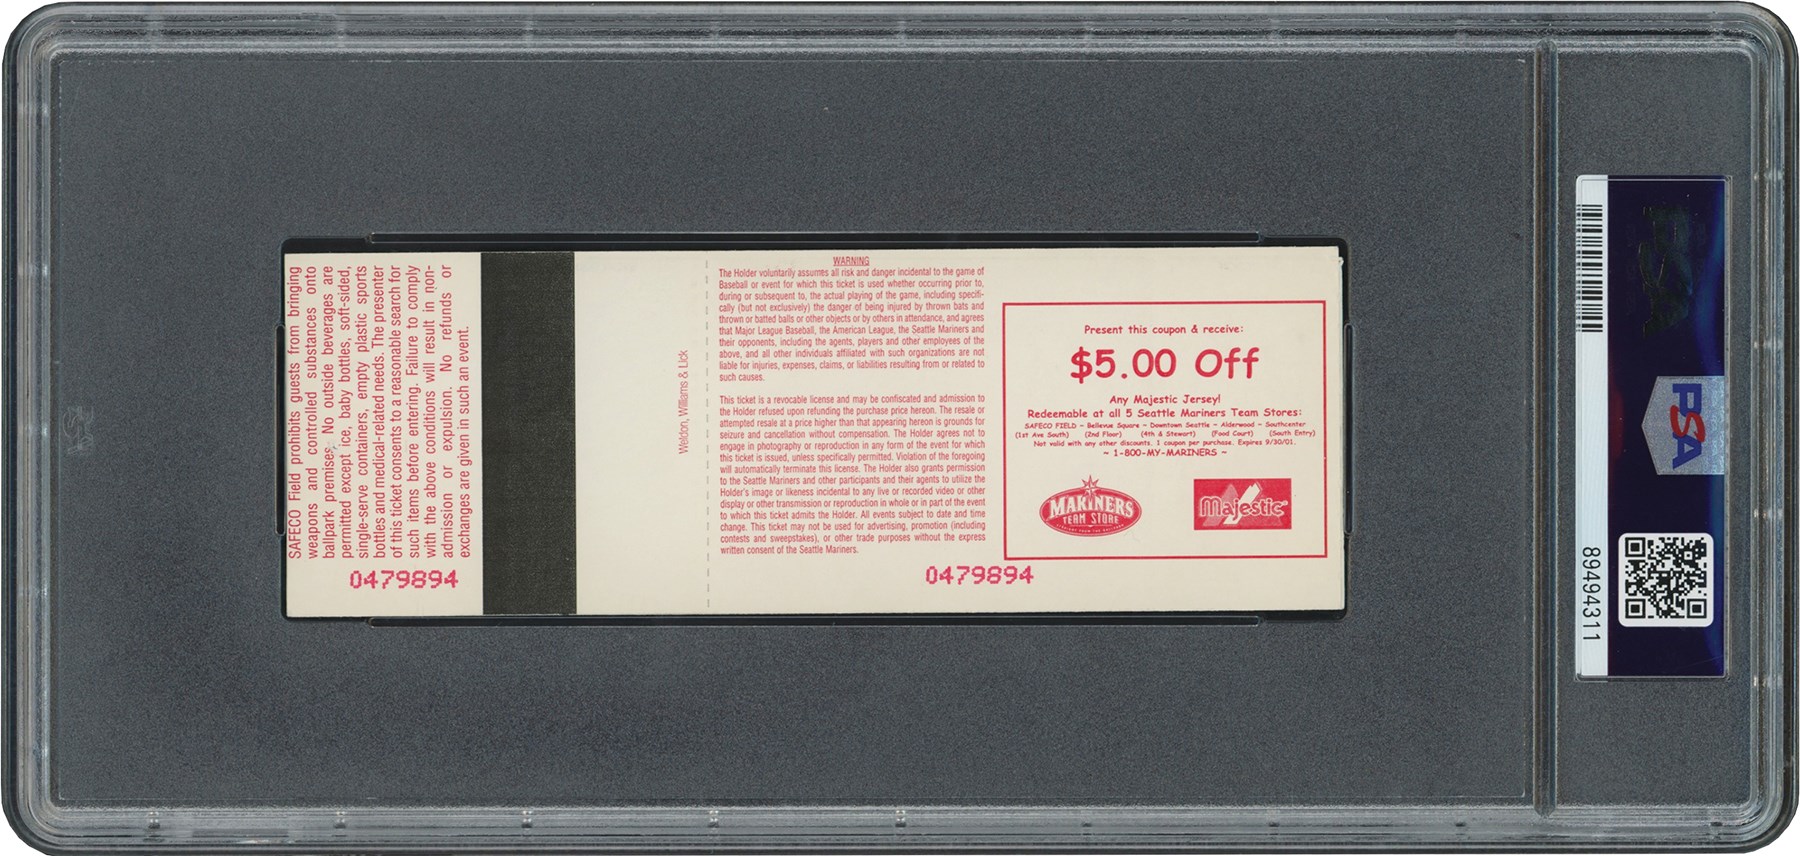 SAFECO Field prohibits guests from bringing
weapons and controlled substances onto
ballpark premises. No outside beverages are
permitted except ice, baby bottles, soft-sided,
single-serve containers, empty plastic sports
bottles and medical-related needs. The presenter
of this ticket consents to a reasonable search for
such items before entering. Failure to comply
with the above conditions will result in non-
admission or expulsion. No refunds or
exchanges are given in such an event.
0479894
Weldon, Williams & Lick
WARNING
The Holder voluntarily assumes all risk and danger incidental to the game of
Baseball or event for which this ticket is used whether occurring prior to,
during or subsequent to, the actual playing of the game, including specifi-
cally (but not exclusively) the danger of being injured by thrown bats and
thrown or batted balls or other objects or by others in attendance, and agrees
that Major League Baseball, the American League, the Seattle Mariners and
their opponents, including the agents, players and other employees of the
above, and all other individuals affiliated with such organizations are not
liable for injuries, expenses, claims, or liabilities resulting from or related to
such causes.
This ticket is a revocable license and may be confiscated and admission to
the Holder refused upon refunding the purchase price hereon. The resale or
attempted resale at a price higher than that appearing hereon is grounds for
seizure and cancellation without compensation. The Holder agrees not to
engage in photography or reproduction in any form of the event for which
this ticket is issued, unless specifically permitted. Violation of the foregoing
will automatically terminate this license. The Holder also grants permission
to the Seattle Mariners and other participants and their agents to utilize the
Holder's image or likeness incidental to any live or recorded video or other
display or other transmission or reproduction in whole or in part of the event
to which this ticket admits the Holder. All events subject to date and time
change. This ticket may not be used for advertising, promotion (including
contests and sweepstakes), or other trade purposes without the express
written consent of the Seattle Mariners.
0479894
Present this coupon & receive:
$5.00 Off
Any Majestic Jersey!
Redeemable at all 5 Seattle Mariners Team Stores:
SAFECO FIELD - Bellevue Square - Downtown Seattle - Alderwood - Southcenter
(1st Ave South) (2nd Floor) (4th & Stewart) (Food Court) (South Entry)
Not valid with any other discounts. 1 coupon per purchase. Expires 9/30/01.
~ 1-800-MY-MARINERS ~
MARINERS
TEAM STORE
Majestic
PSA
89494311